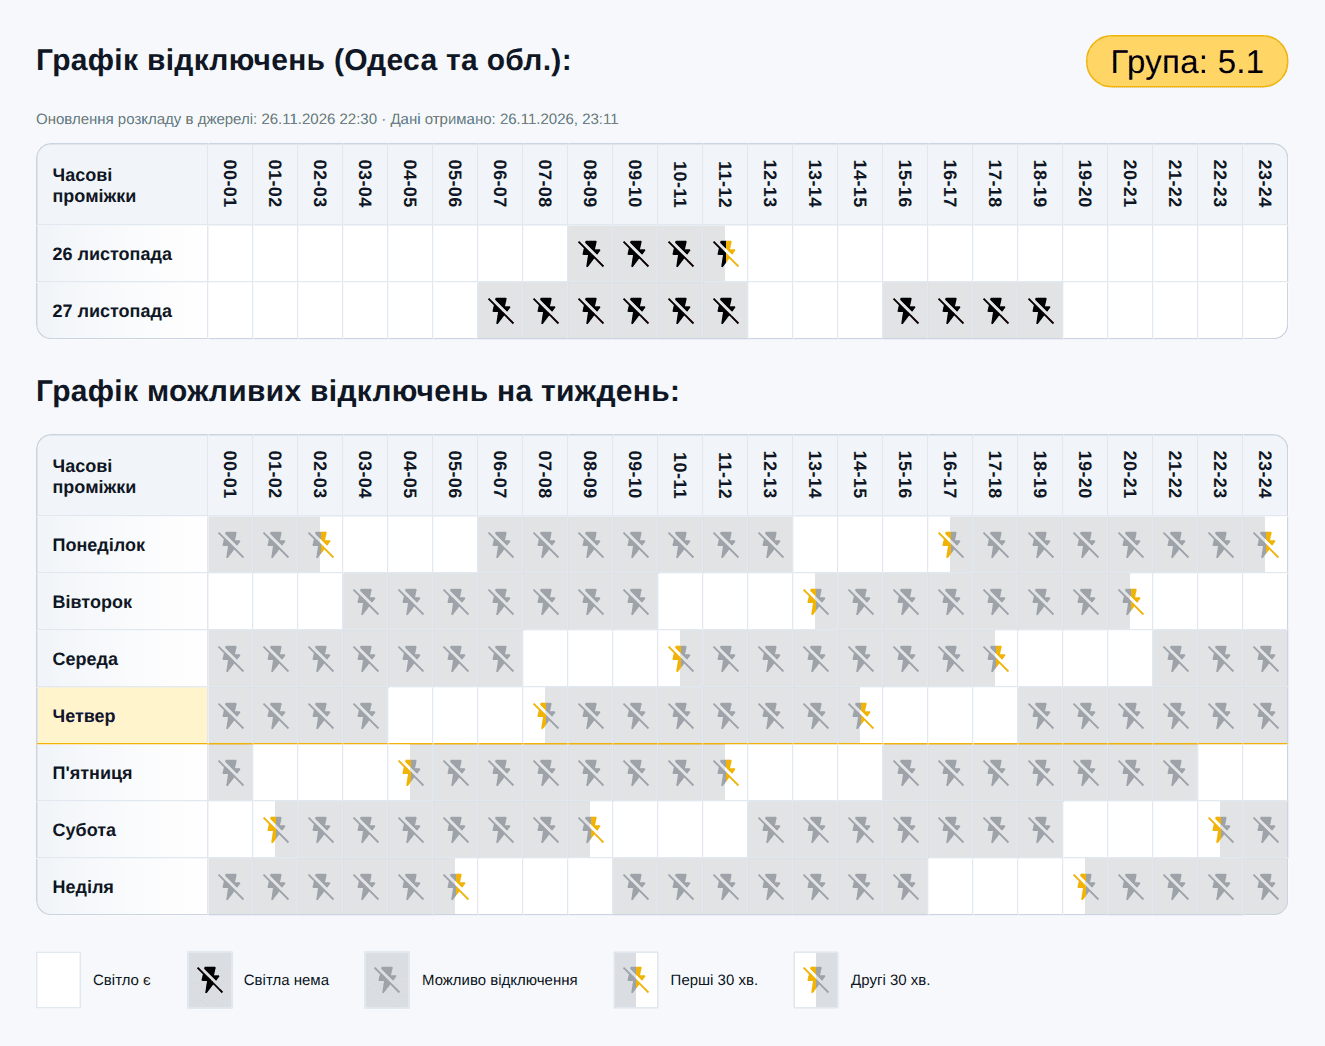 Графік відключень (Одеса та обл.):
Група: 5.1
Оновлення розкладу в джерелі: 26.11.2026 22:30 · Дані отримано: 26.11.2026, 23:11
Часові проміжки 00-01 01-02 02-03 03-04 04-05 05-06 06-07 07-08 08-09 09-10 10-11 11-12 12-13 13-14 14-15 15-16 16-17 17-18 18-19 19-20 20-21 21-22 22-23 23-24
26 листопада
27 листопада
Графік можливих відключень на тиждень:
Часові проміжки 00-01 01-02 02-03 03-04 04-05 05-06 06-07 07-08 08-09 09-10 10-11 11-12 12-13 13-14 14-15 15-16 16-17 17-18 18-19 19-20 20-21 21-22 22-23 23-24
Понеділок
Вівторок
Середа
Четвер
П'ятниця
Субота
Неділя
Світло є
Світла нема
Можливо відключення
Перші 30 хв.
Другі 30 хв.